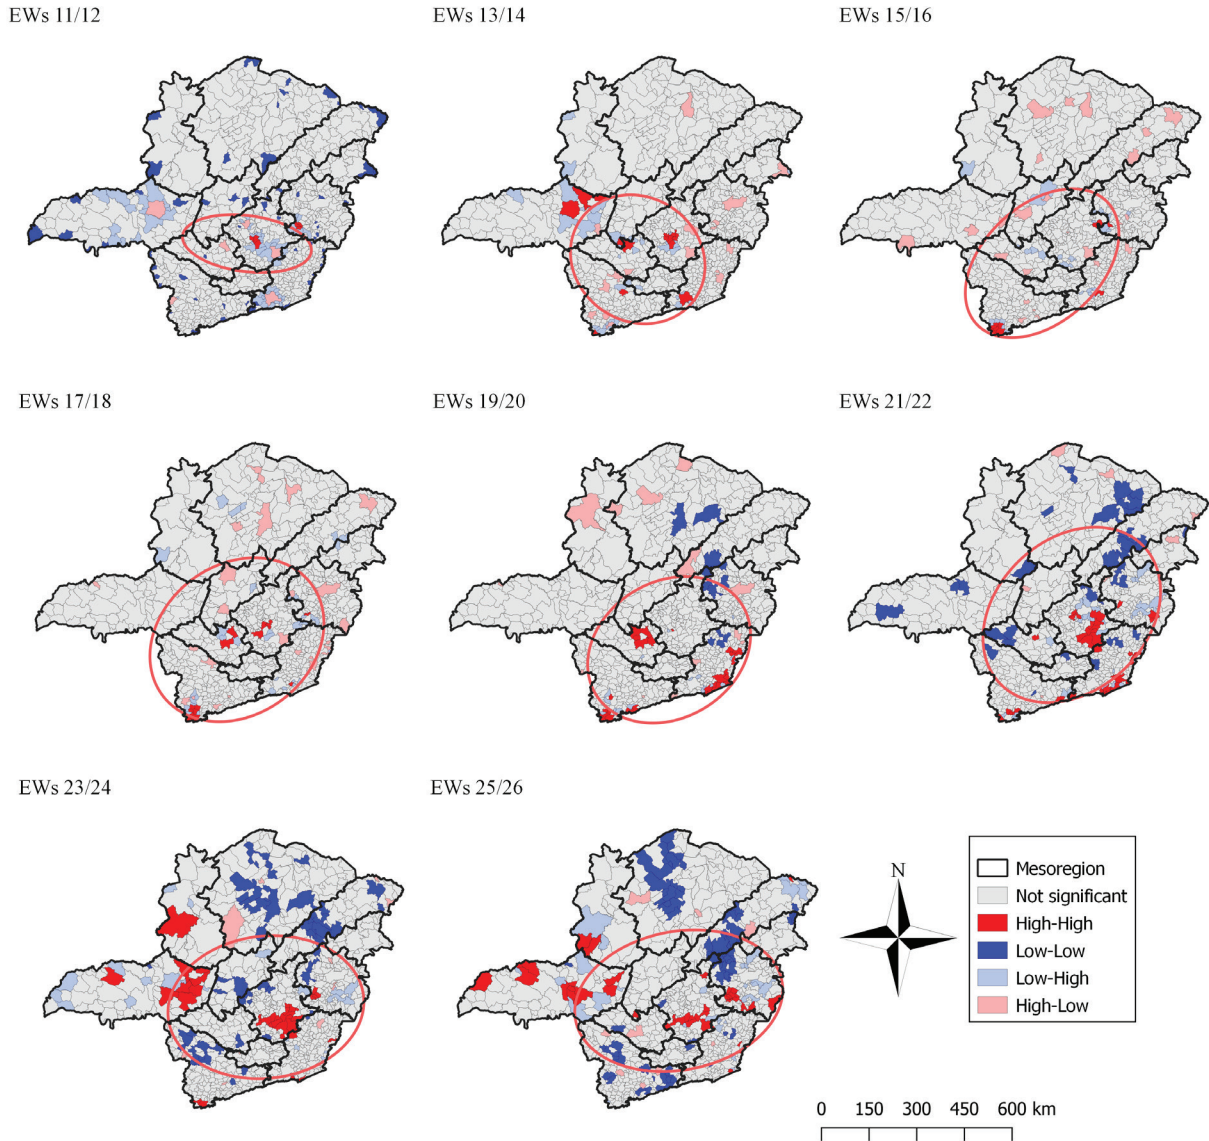 EWs 11/12
EWs 13/14
EWs 15/16
EWs 17/18
EWs 19/20
EWs 21/22
EWs 23/24
EWs 25/26
N
Mesoregion
Not significant
High-High
Low-Low
Low-High
High-Low
0 150 300 450 600 km